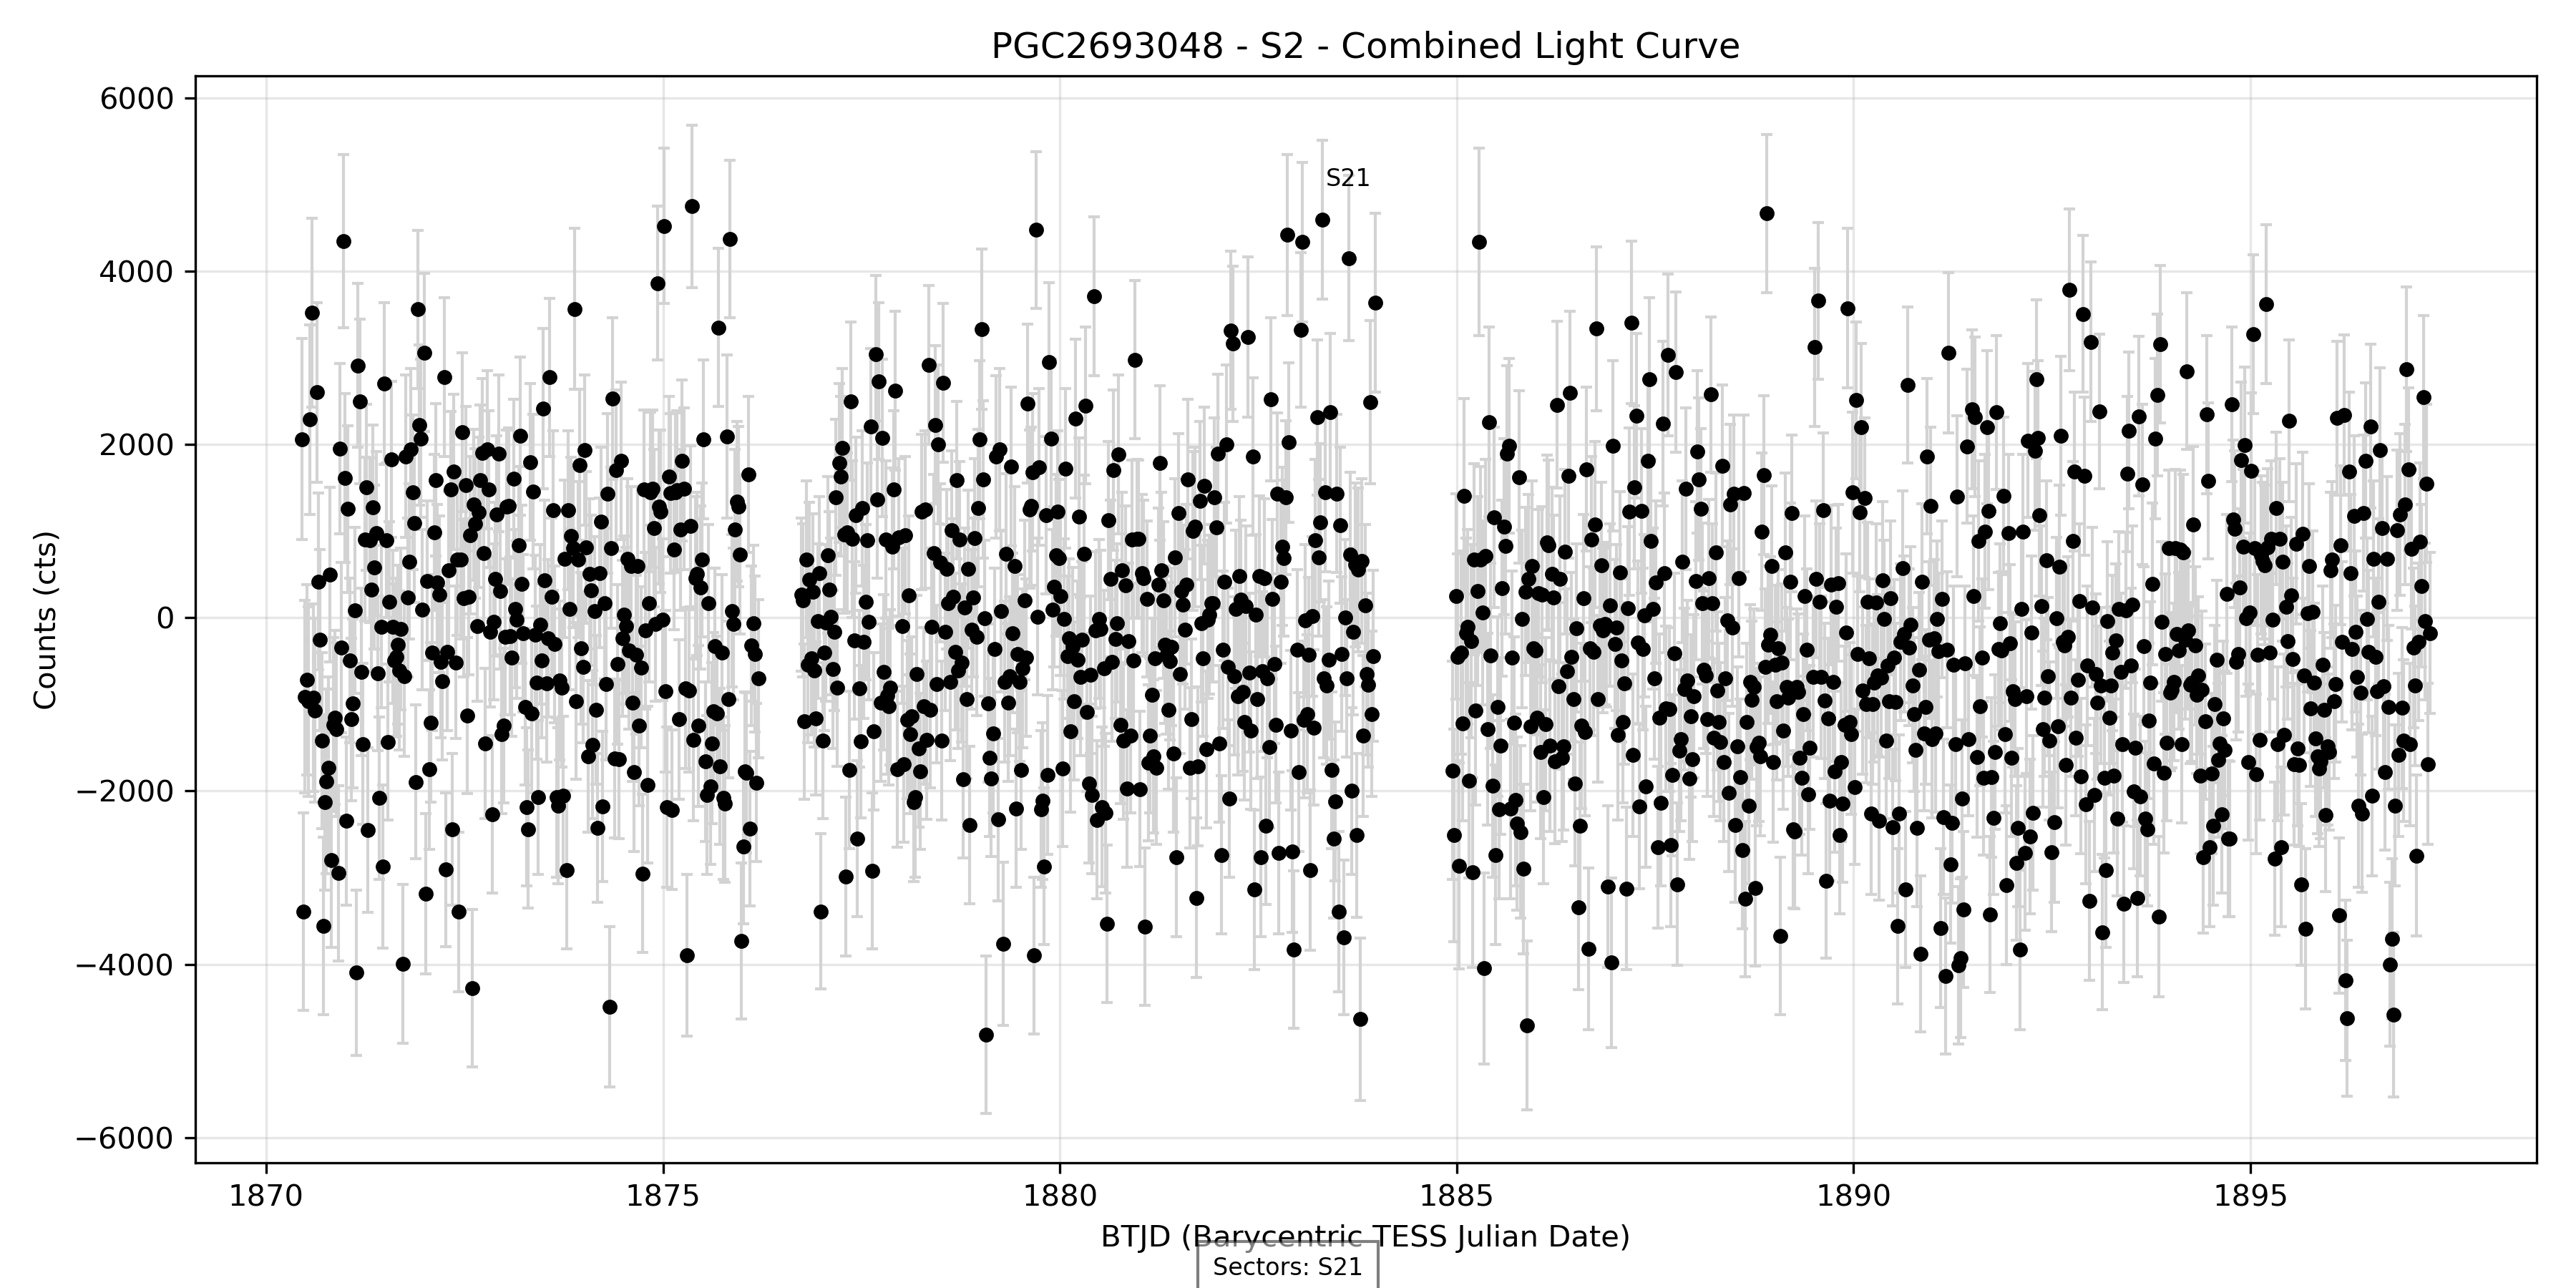 PGC2693048 - S2 - Combined Light Curve
6000
4000
2000
0
−2000
−4000
−6000
Counts (cts)
S21
1870
1875
1880
1885
1890
1895
BTJD (Barycentric TESS Julian Date)
Sectors: S21